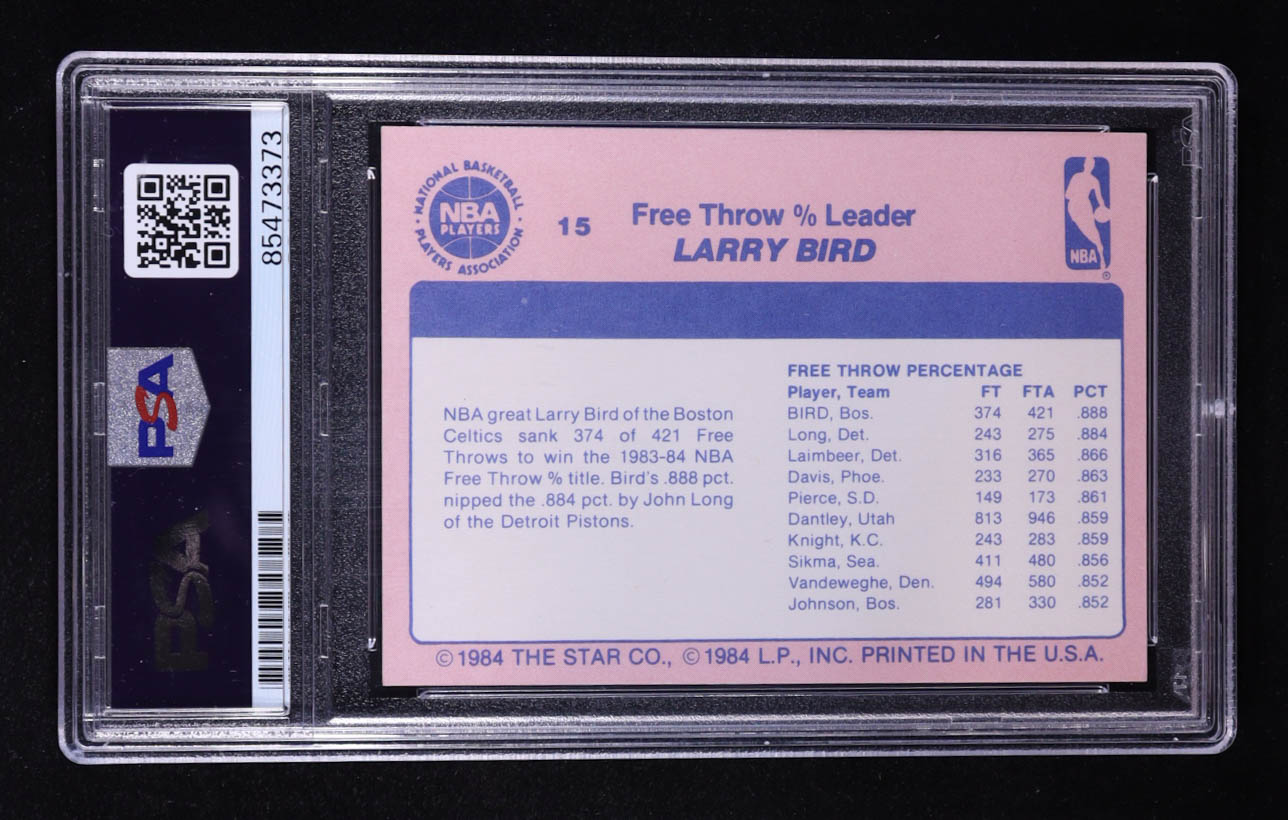 85473373
PSA
PSA
NATIONAL BASKETBALL
PLAYERS ASSOCIATION
NBA
PLAYERS
15
Free Throw % Leader
LARRY BIRD
NBA
®
NBA great Larry Bird of the Boston
Celtics sank 374 of 421 Free
Throws to win the 1983-84 NBA
Free Throw % title. Bird's .888 pct.
nipped the .884 pct. by John Long
of the Detroit Pistons.
FREE THROW PERCENTAGE
Player, Team FT FTA PCT
BIRD, Bos. 374 421 .888
Long, Det. 243 275 .884
Laimbeer, Det. 316 365 .866
Davis, Phoe. 233 270 .863
Pierce, S.D. 149 173 .861
Dantley, Utah 813 946 .859
Knight, K.C. 243 283 .859
Sikma, Sea. 411 480 .856
Vandeweghe, Den. 494 580 .852
Johnson, Bos. 281 330 .852
© 1984 THE STAR CO., © 1984 L.P., INC. PRINTED IN THE U.S.A.
PSA